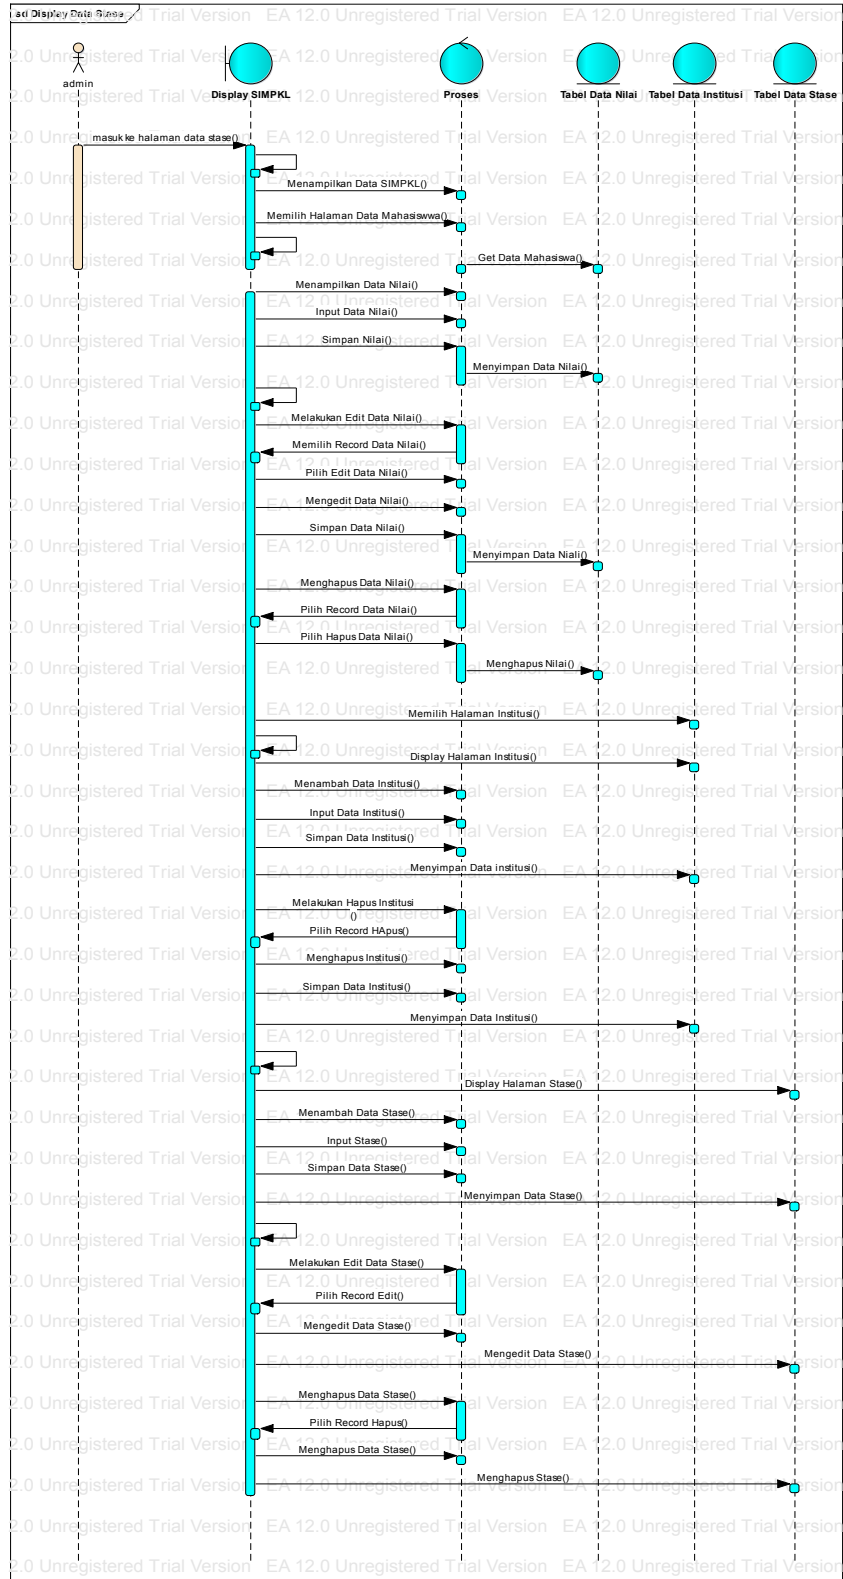 sd Display Data Stase
admin
Display SIMPKL
Proses
Tabel Data Nilai
Tabel Data Institusi
Tabel Data Stase
masuk ke halaman data stase()
Menampilkan Data SIMPKL()
Memilih Halaman Data Mahasiswwa()
Get Data Mahasiswa()
Menampilkan Data Nilai()
Input Data Nilai()
Simpan Nilai()
Menyimpan Data Nilai()
Melakukan Edit Data Nilai()
Memilih Record Data Nilai()
Pilih Edit Data Nilai()
Mengedit Data Nilai()
Simpan Data Nilai()
Menyimpan Data Niali()
Menghapus Data Nilai()
Pilih Record Data Nilai()
Pilih Hapus Data Nilai()
Menghapus Nilai()
Memilih Halaman Institusi()
Display Halaman Institusi()
Menambah Data Institusi()
Input Data Institusi()
Simpan Data Institusi()
Menyimpan Data institusi()
Melakukan Hapus Institusi
()
Pilih Record HApus()
Menghapus Institusi()
Simpan Data Institusi()
Menyimpan Data Institusi()
Display Halaman Stase()
Menambah Data Stase()
Input Stase()
Simpan Data Stase()
Menyimpan Data Stase()
Melakukan Edit Data Stase()
Pilih Record Edit()
Mengedit Data Stase()
Mengedit Data Stase()
Menghapus Data Stase()
Pilih Record Hapus()
Menghapus Data Stase()
Menghapus Stase()
EA 12.0 Unregistered Trial Version